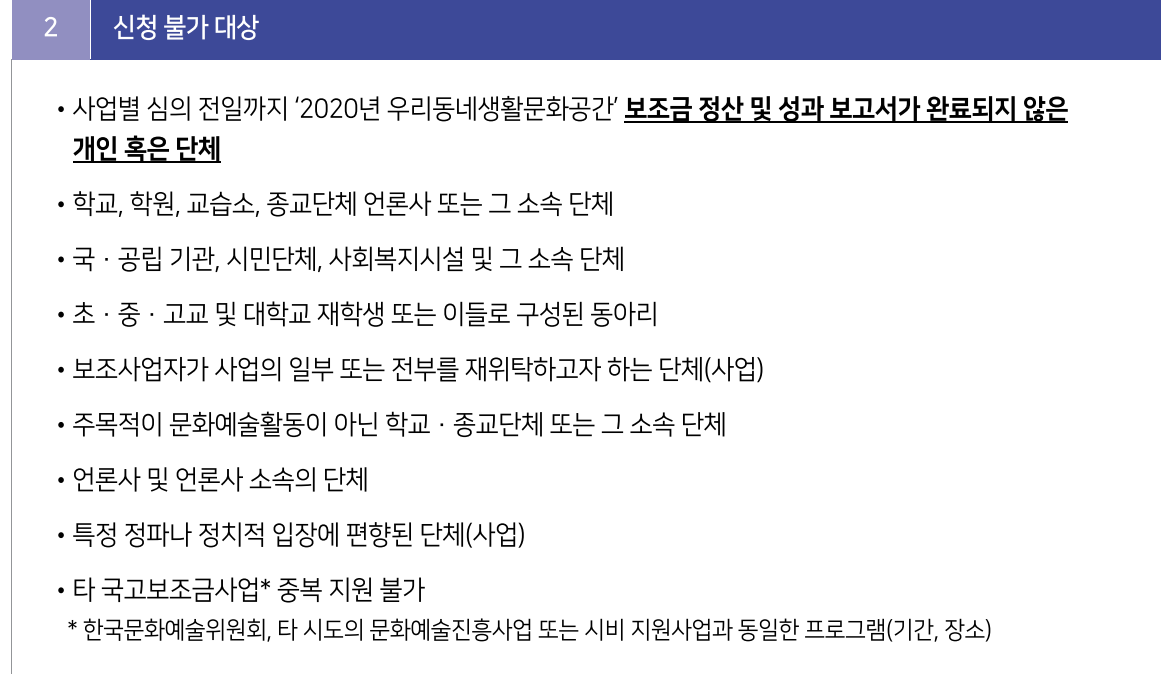 2 신청 불가 대상
• 사업별 심의 전일까지 ‘2020년 우리동네생활문화공간’ 보조금 정산 및 성과 보고서가 완료되지 않은
개인 혹은 단체
• 학교, 학원, 교습소, 종교단체 언론사 또는 그 소속 단체
• 국 · 공립 기관, 시민단체, 사회복지시설 및 그 소속 단체
• 초 · 중 · 고교 및 대학교 재학생 또는 이들로 구성된 동아리
• 보조사업자가 사업의 일부 또는 전부를 재위탁하고자 하는 단체(사업)
• 주목적이 문화예술활동이 아닌 학교 · 종교단체 또는 그 소속 단체
• 언론사 및 언론사 소속의 단체
• 특정 정파나 정치적 입장에 편향된 단체(사업)
• 타 국고보조금사업* 중복 지원 불가
* 한국문화예술위원회, 타 시도의 문화예술진흥사업 또는 시비 지원사업과 동일한 프로그램(기간, 장소)